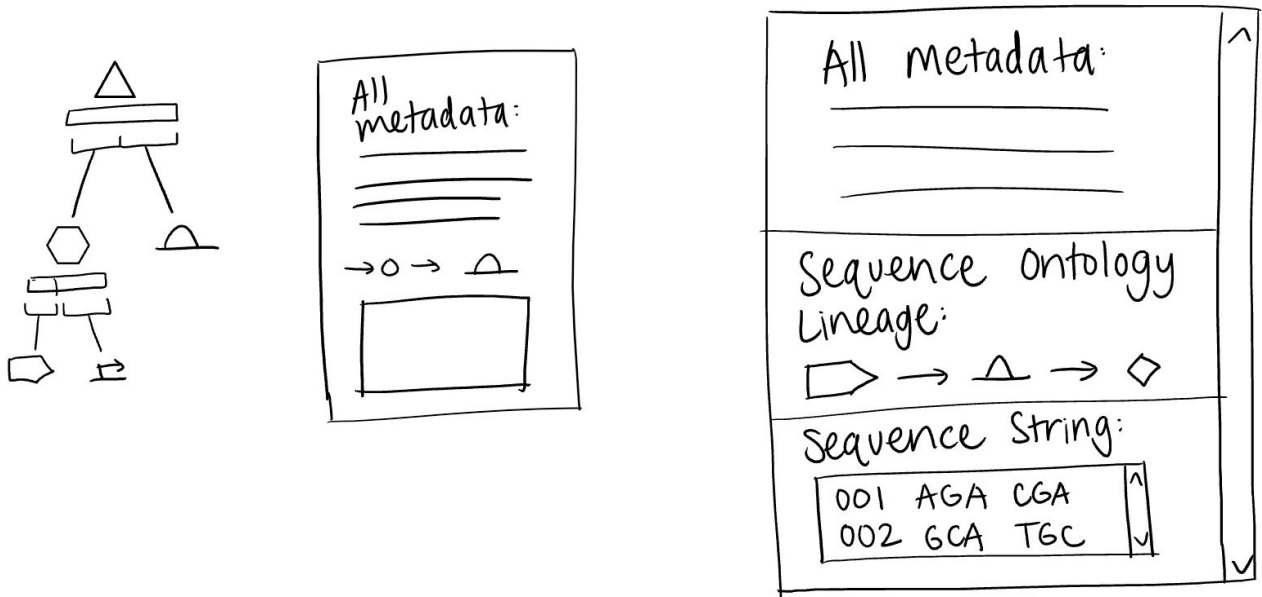 All
metadata:
All metadata:
Sequence Ontology
Lineage:
Sequence String:
001 AGA CGA
002 GCA TGC